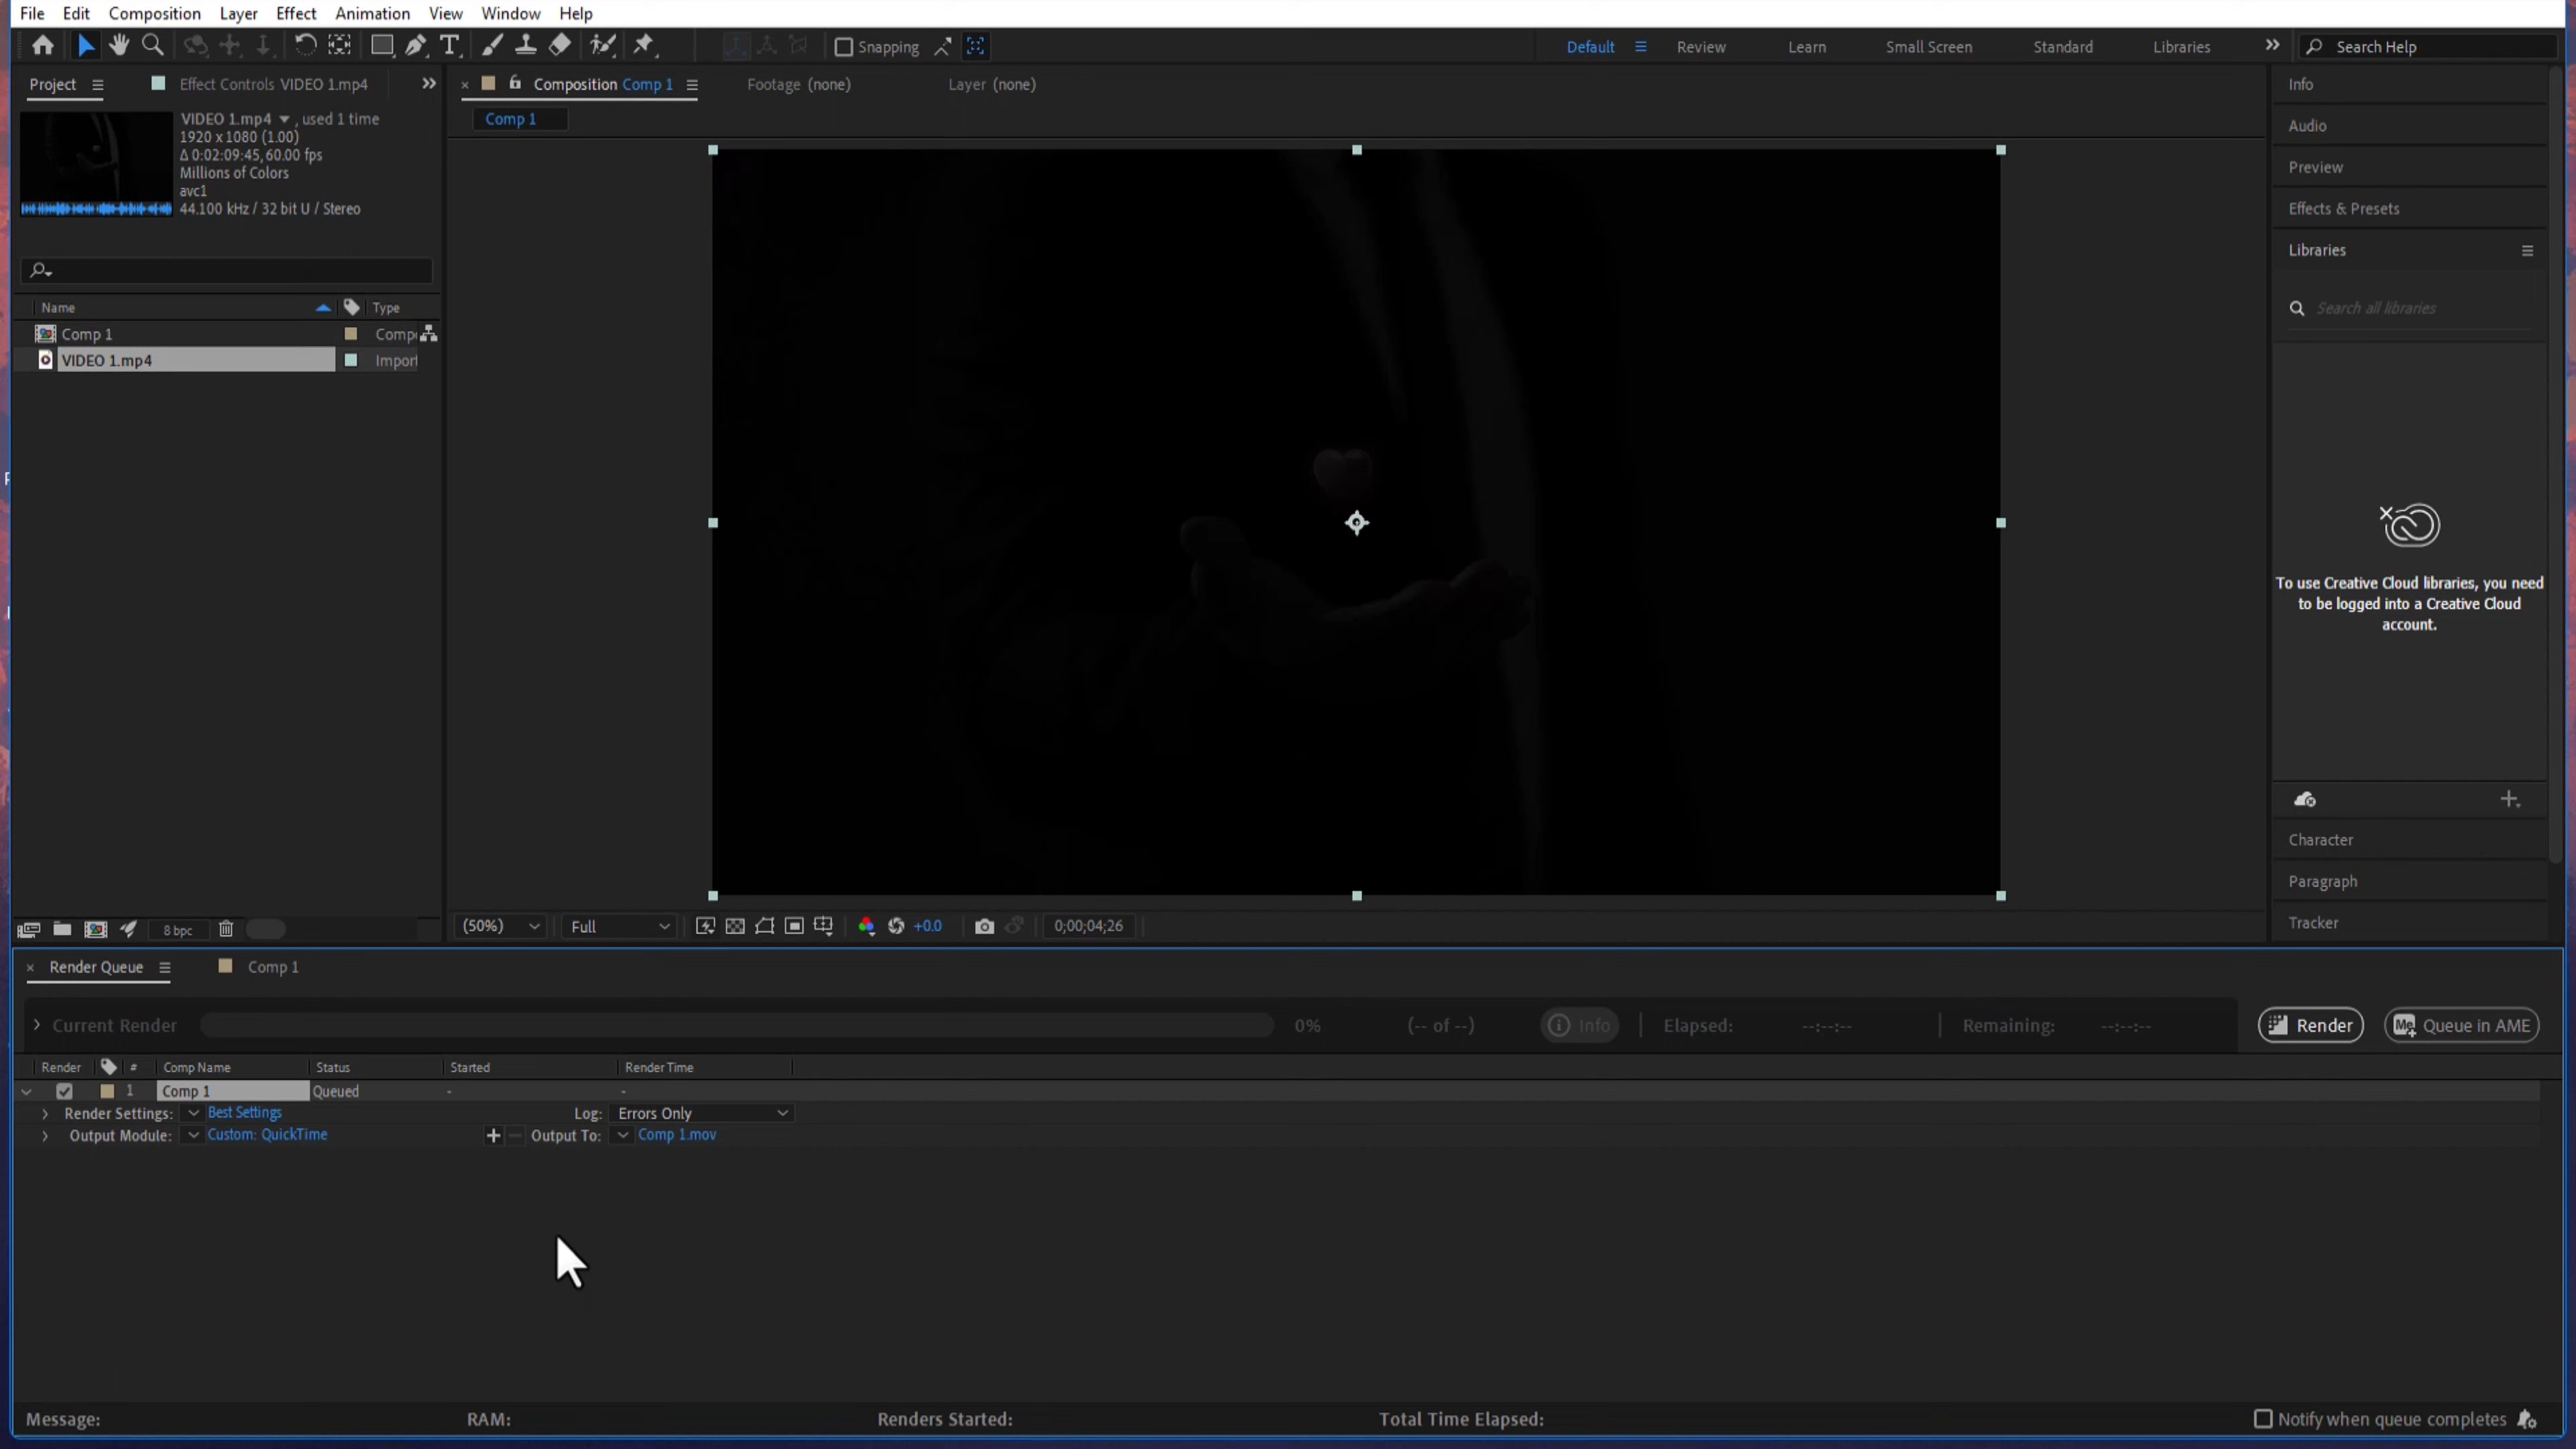 File Edit Composition Layer Effect Animation View Window Help
Snapping Default Review Learn Small Screen Standard Libraries Search Help
Project Effect Controls VIDEO 1.mp4
Composition Comp 1 Footage (none) Layer (none)
Comp 1
VIDEO 1.mp4 , used 1 time
1920 x 1080 (1.00)
Δ 0:02:09:45, 60.00 fps
Millions of Colors
avc1
44.100 kHz / 32 bit U / Stereo
Name Type
Comp 1 Comp
VIDEO 1.mp4 Import
8 bpc
(50%) Full +0.0 0;00;04;26
Info
Audio
Preview
Effects & Presets
Libraries
Search all libraries
To use Creative Cloud libraries, you need
to be logged into a Creative Cloud
account.
Character
Paragraph
Tracker
Render Queue Comp 1
Current Render 0% (-- of --) Info Elapsed: --:--:-- Remaining: --:--:-- Render Queue in AME
Render # Comp Name Status Started Render Time
1 Comp 1 Queued - -
Render Settings: Best Settings Log: Errors Only
Output Module: Custom: QuickTime Output To: Comp 1.mov
Message: RAM: Renders Started: Total Time Elapsed: Notify when queue completes